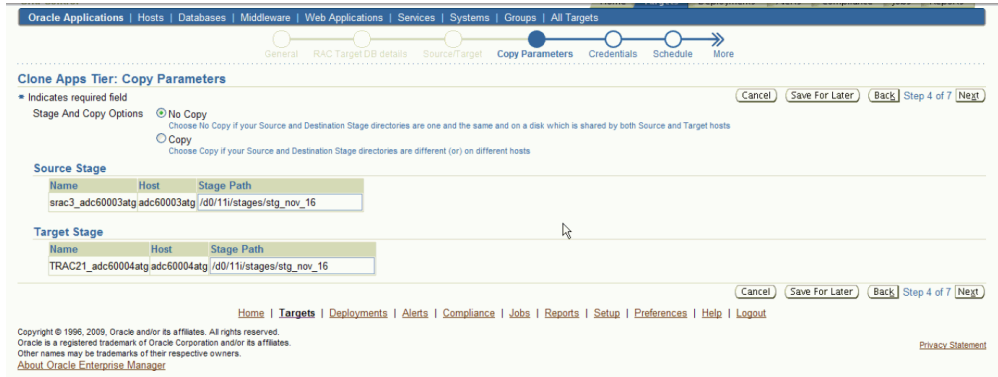 Oracle Applications | Hosts | Databases | Middleware | Web Applications | Services | Systems | Groups | All Targets
General RAC Target DB details Source/Target Copy Parameters Credentials Schedule More
Clone Apps Tier: Copy Parameters
* Indicates required field
Cancel Save For Later Back Step 4 of 7 Next
Stage And Copy Options No Copy
Choose No Copy if your Source and Destination Stage directories are one and the same and on a disk which is shared by both Source and Target hosts
Copy
Choose Copy if your Source and Destination Stage directories are different (or) on different hosts
Source Stage
Name Host Stage Path
srac3_adc60003atg adc60003atg /d0/11i/stages/stg_nov_16
Target Stage
Name Host Stage Path
TRAC21_adc60004atg adc60004atg /d0/11i/stages/stg_nov_16
Cancel Save For Later Back Step 4 of 7 Next
Home | Targets | Deployments | Alerts | Compliance | Jobs | Reports | Setup | Preferences | Help | Logout
Copyright © 1996, 2009, Oracle and/or its affiliates. All rights reserved.
Oracle is a registered trademark of Oracle Corporation and/or its affiliates.
Other names may be trademarks of their respective owners.
Privacy Statement
About Oracle Enterprise Manager